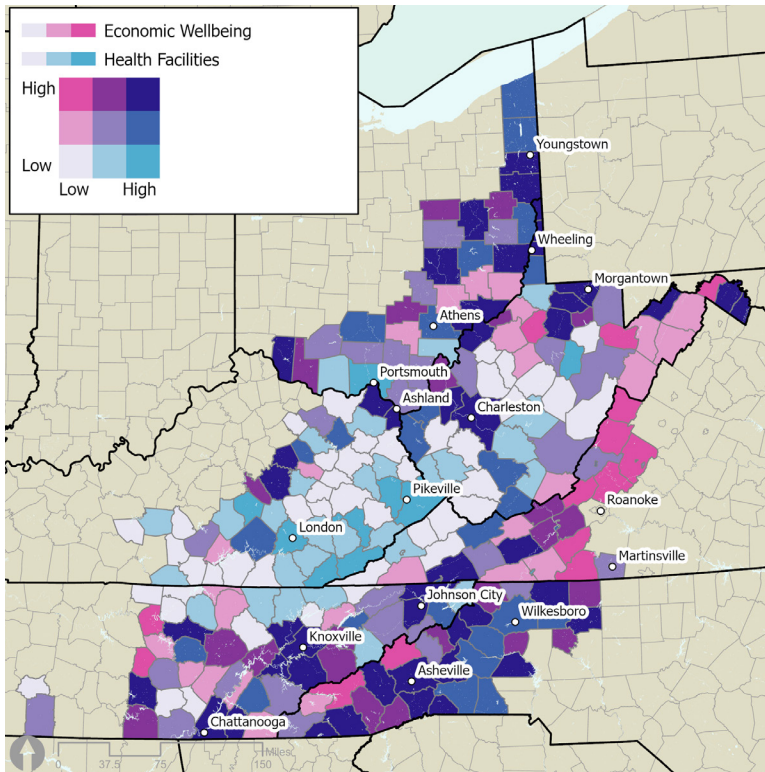 Economic Wellbeing
Health Facilities
High
Low
Low High
Youngstown
Wheeling
Morgantown
Athens
Portsmouth
Ashland
Charleston
Pikeville
Roanoke
London
Martinsville
Johnson City
Wilkesboro
Knoxville
Asheville
Chattanooga
Miles
0 37.5 75 150